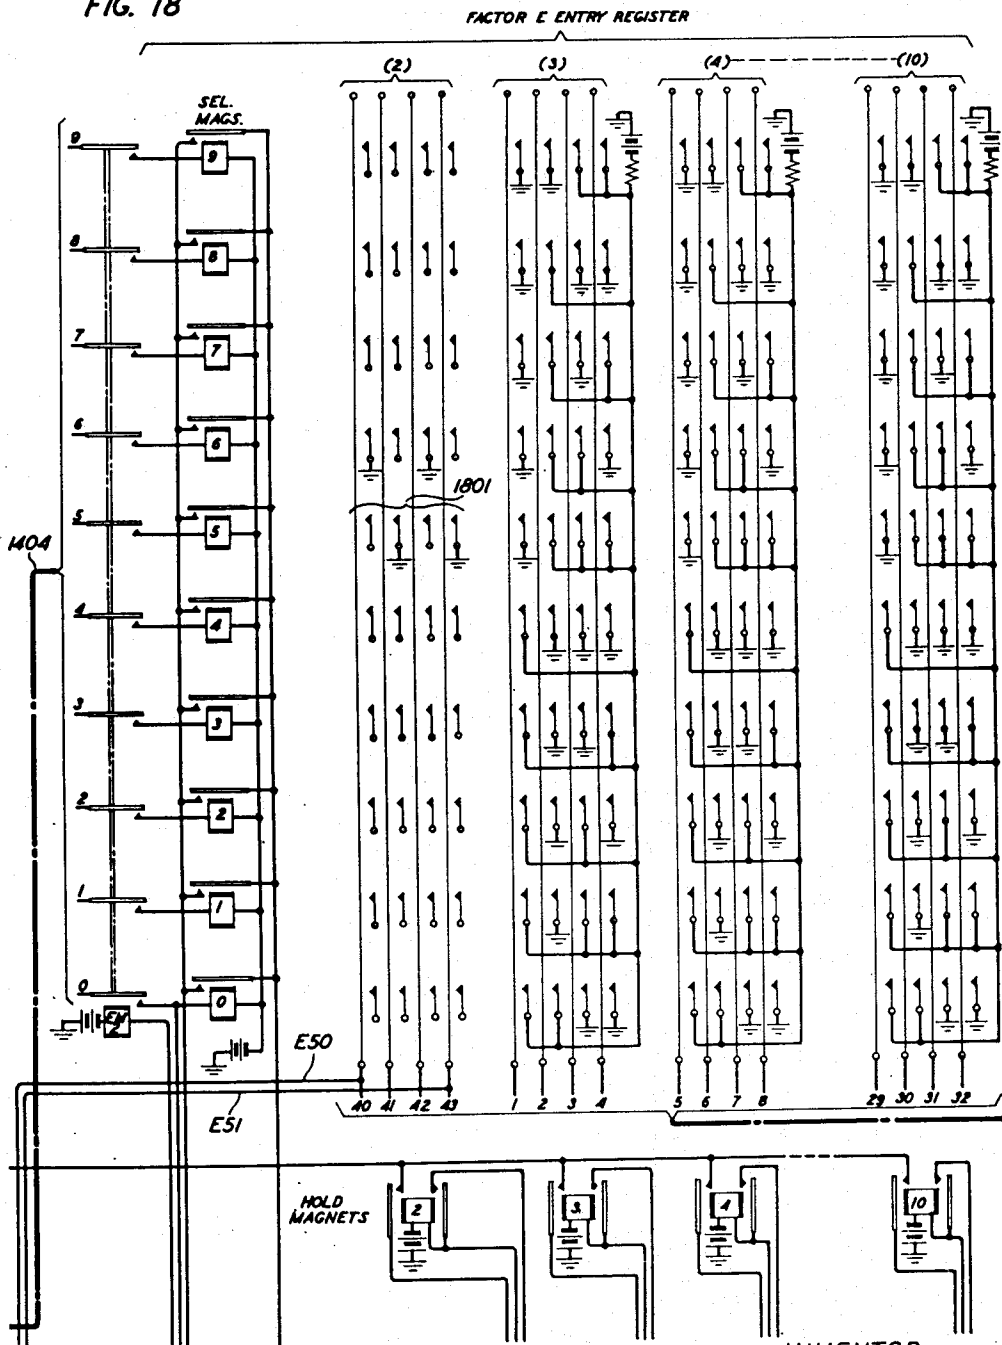 FIG. 18
FACTOR E ENTRY REGISTER
(2) (3) (4) (10)
SEL. MAGS.
9 9
8 8
7 7
6 6
1801
5 5
1404
4 4
3 3
2 2
1 1
0 0
EM
E50
40 41 42 43 1 2 3 4 5 6 7 8 29 30 31 32
E51
HOLD MAGNETS
2 3 4 10